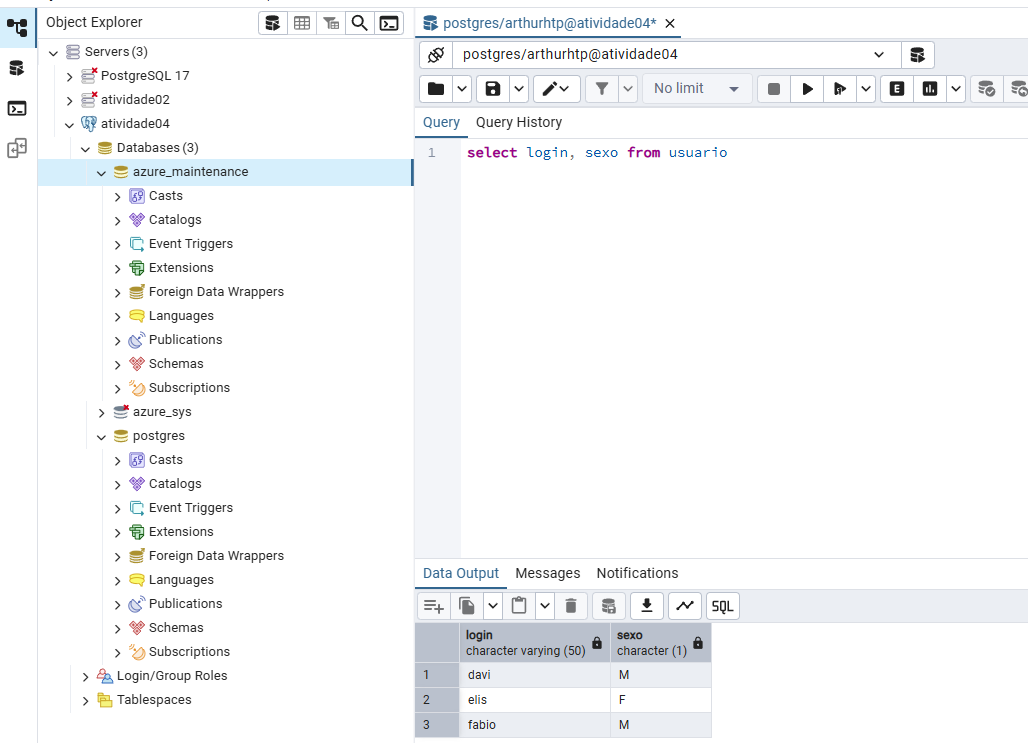 Object Explorer
Servers (3)
PostgreSQL 17
atividade02
atividade04
Databases (3)
azure_maintenance
Casts
Catalogs
Event Triggers
Extensions
Foreign Data Wrappers
Languages
Publications
Schemas
Subscriptions
azure_sys
postgres
Casts
Catalogs
Event Triggers
Extensions
Foreign Data Wrappers
Languages
Publications
Schemas
Subscriptions
Login/Group Roles
Tablespaces
postgres/arthurhtp@atividade04*
postgres/arthurhtp@atividade04
No limit
E
Query Query History
1 select login, sexo from usuario
Data Output Messages Notifications
SQL
login sexo
character varying (50) character (1)
1 davi M
2 elis F
3 fabio M